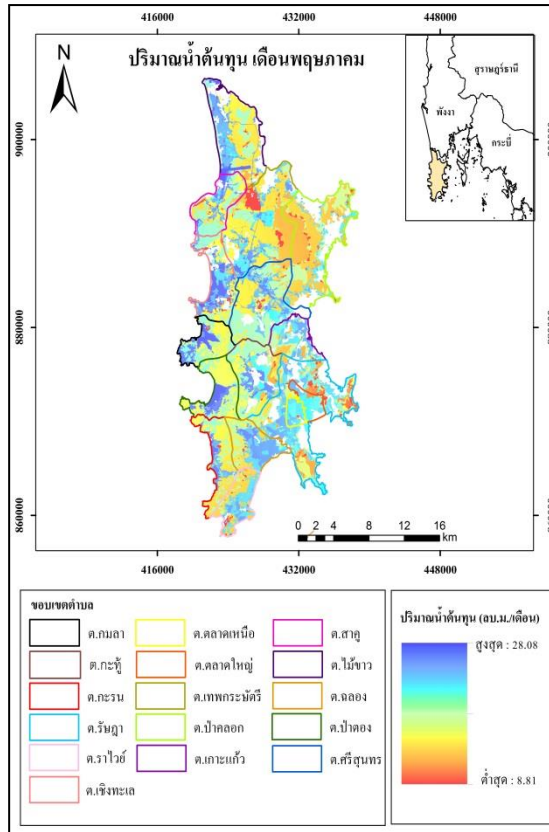 416000 432000 448000
N
ปริมาณน้ำต้นทุน เดือนพฤษภาคม
สุราษฎร์ธานี
พังงา
กระบี่
900000
880000
860000
0 2 4 8 12 16
km
416000 432000 448000
ขอบเขตตำบล
ต.กมลา
ต.กะทู้
ต.กะรน
ต.รัษฎา
ต.ราไวย์
ต.เชิงทะเล
ต.ตลาดเหนือ
ต.ตลาดใหญ่
ต.เทพกระษัตรี
ต.ป่าคลอก
ต.เกาะแก้ว
ต.สาคู
ต.ไม้ขาว
ต.ฉลอง
ต.ป่าตอง
ต.ศรีสุนทร
ปริมาณน้ำต้นทุน (ลบ.ม./เดือน)
สูงสุด : 28.08
ต่ำสุด : 8.81